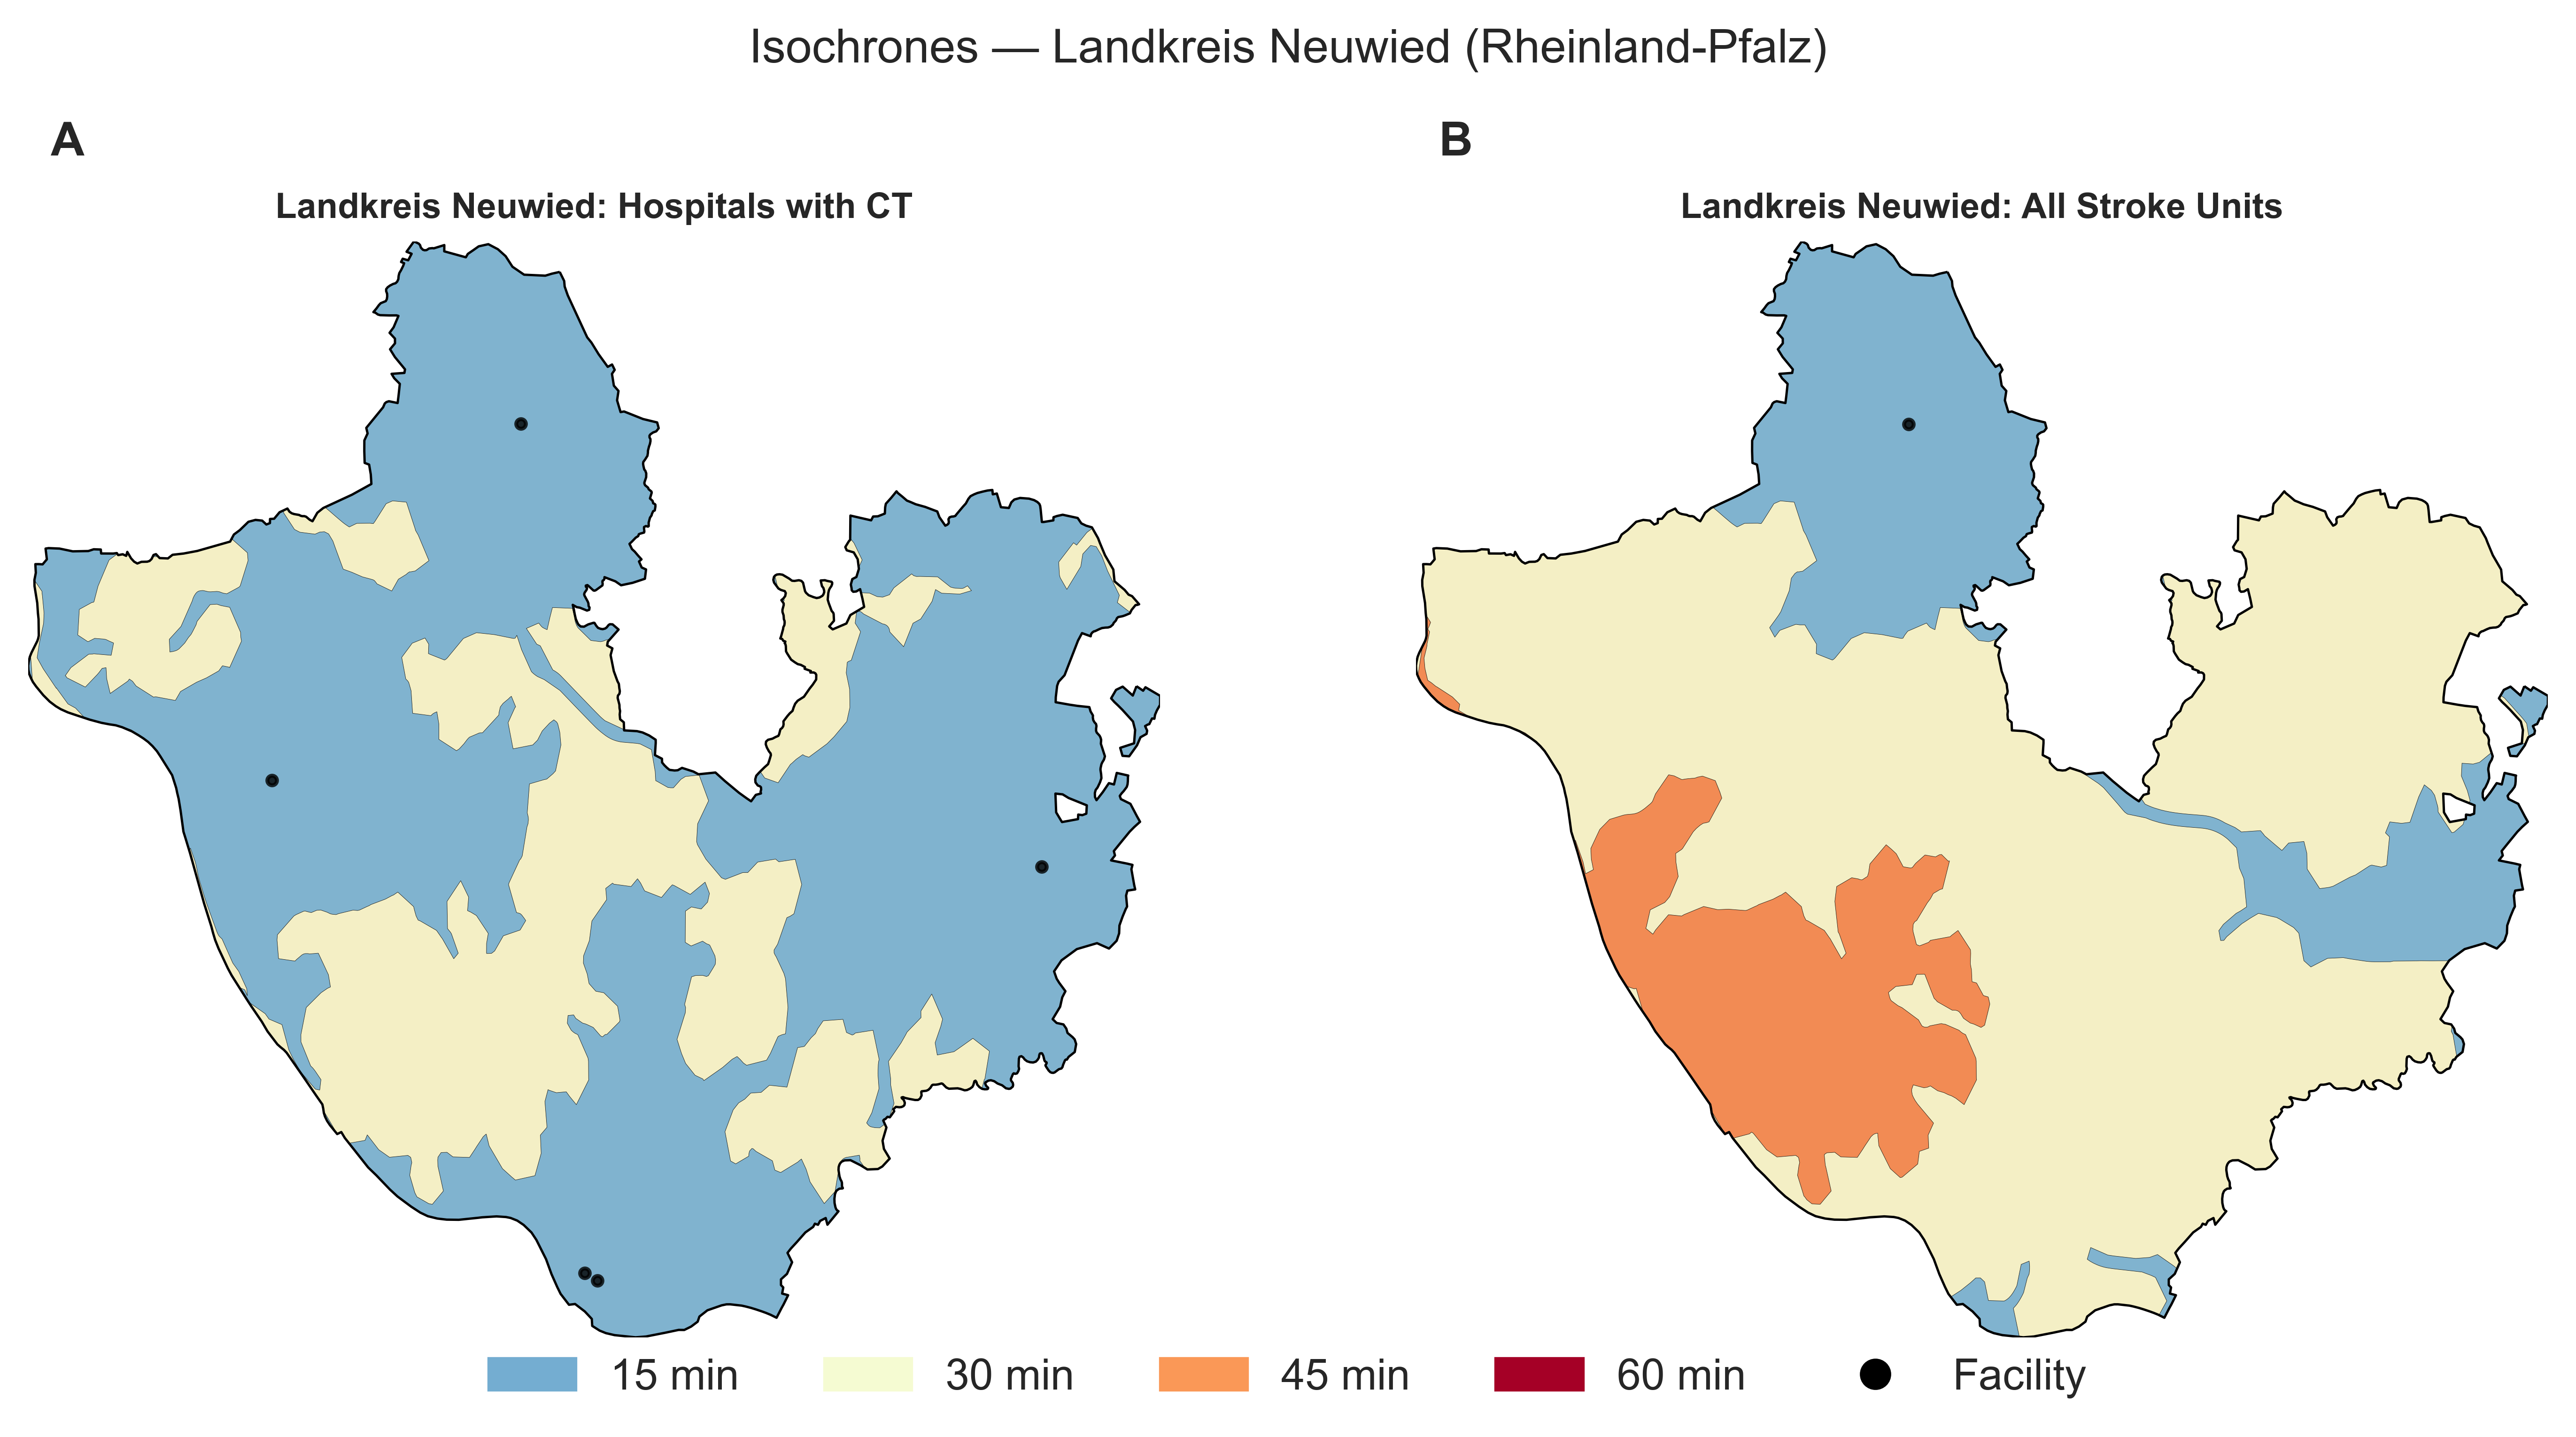 Isochrones — Landkreis Neuwied (Rheinland-Pfalz)
A
B
Landkreis Neuwied: Hospitals with CT
Landkreis Neuwied: All Stroke Units
15 min
30 min
45 min
60 min
Facility